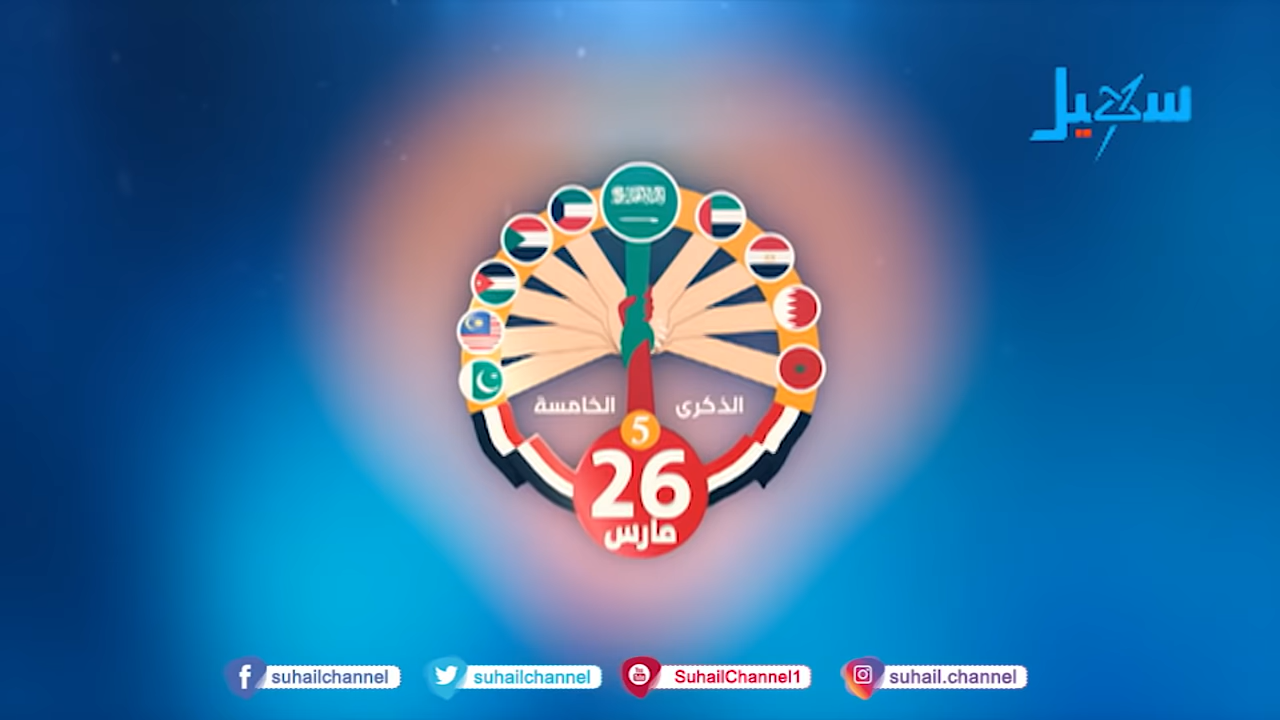 سهيل
الذكرى الخامسة
5
26
مارس
suhailchannel
suhailchannel
SuhailChannel1
suhail.channel